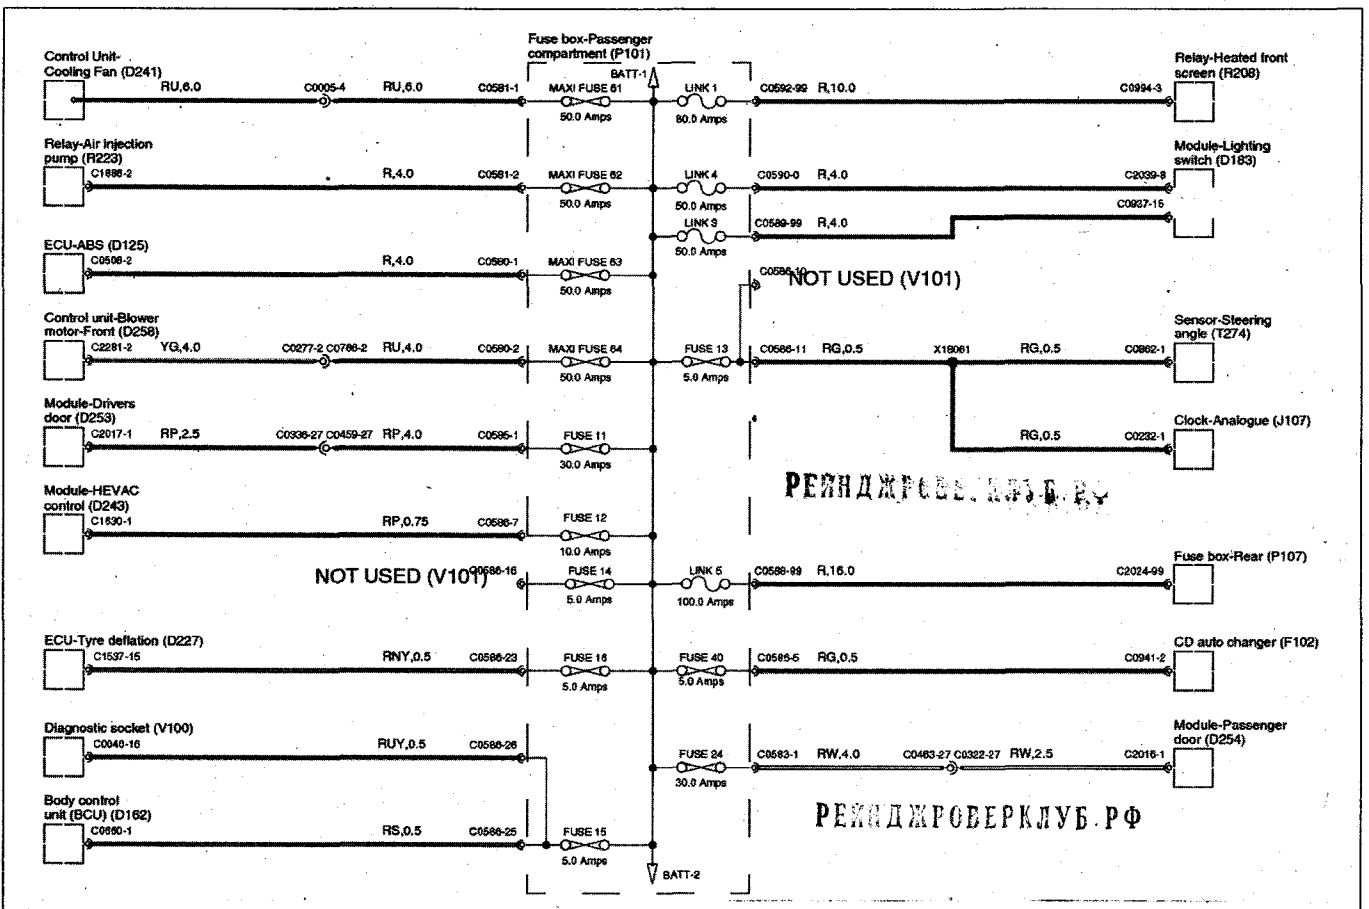 Fuse box-Passenger
compartment (P101)
BATT-1
Control Unit-
Cooling Fan (D241)
RU,6.0
C0005-4
RU,6.0
C0581-1
MAXI FUSE 61
50.0 Amps
LINK 1
80.0 Amps
C0592-99
R,10.0
C0994-3
Relay-Heated front
screen (R208)
Relay-Air injection
pump (R223)
C1886-2
R,4.0
C0581-2
MAXI FUSE 62
50.0 Amps
LINK 4
50.0 Amps
C0590-0
R,4.0
C2039-8
Module-Lighting
switch (D183)
LINK 3
50.0 Amps
C0589-99
R,4.0
C0937-15
ECU-ABS (D125)
C0506-2
R,4.0
C0580-1
MAXI FUSE 63
50.0 Amps
C0586-10
NOT USED (V101)
Control unit-Blower
motor-Front (D258)
C2281-2
YG,4.0
C0277-2
C0786-2
RU,4.0
C0580-2
MAXI FUSE 64
50.0 Amps
FUSE 13
5.0 Amps
C0586-11
RG,0.5
X18061
RG,0.5
C0862-1
Sensor-Steering
angle (T274)
Module-Drivers
door (D253)
C2017-1
RP,2.5
C0936-27
C0459-27
RP,4.0
C0585-1
FUSE 11
30.0 Amps
RG,0.5
C0232-1
Clock-Analogue (J107)
Module-HEVAC
control (D243)
C1630-1
RP,0.75
C0586-7
FUSE 12
10.0 Amps
NOT USED (V101)
C0586-16
FUSE 14
5.0 Amps
LINK 5
100.0 Amps
C0588-99
R,16.0
C2024-99
Fuse box-Rear (P107)
ECU-Tyre deflation (D227)
C1537-15
RNY,0.5
C0586-23
FUSE 16
5.0 Amps
FUSE 40
5.0 Amps
C0586-5
RG,0.5
C0941-2
CD auto changer (F102)
Diagnostic socket (V100)
C0046-16
RUY,0.5
C0586-26
FUSE 24
30.0 Amps
C0583-1
RW,4.0
C0463-27
C0322-27
RW,2.5
C2016-1
Module-Passenger
door (D254)
Body control
unit (BCU) (D162)
C0660-1
RS,0.5
C0586-25
FUSE 15
5.0 Amps
BATT-2
РЕЙНДЖРОВЕРКЛУБ.РФ